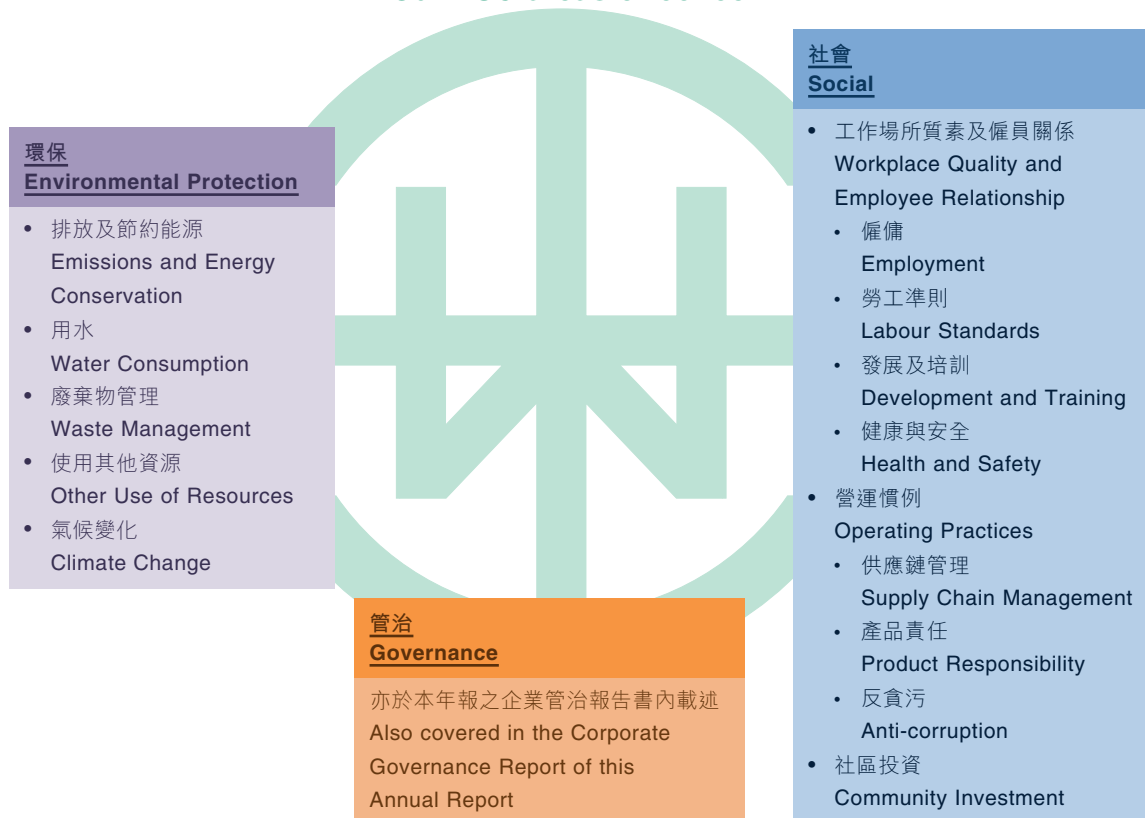 環保
Environmental Protection
• 排放及節約能源
Emissions and Energy
Conservation
• 用水
Water Consumption
• 廢棄物管理
Waste Management
• 使用其他資源
Other Use of Resources
• 氣候變化
Climate Change
管治
Governance
亦於本年報之企業管治報告書內載述
Also covered in the Corporate
Governance Report of this
Annual Report
社會
Social
• 工作場所質素及僱員關係
Workplace Quality and
Employee Relationship
• 僱傭
Employment
• 勞工準則
Labour Standards
• 發展及培訓
Development and Training
• 健康與安全
Health and Safety
• 營運慣例
Operating Practices
• 供應鏈管理
Supply Chain Management
• 產品責任
Product Responsibility
• 反貪污
Anti-corruption
• 社區投資
Community Investment